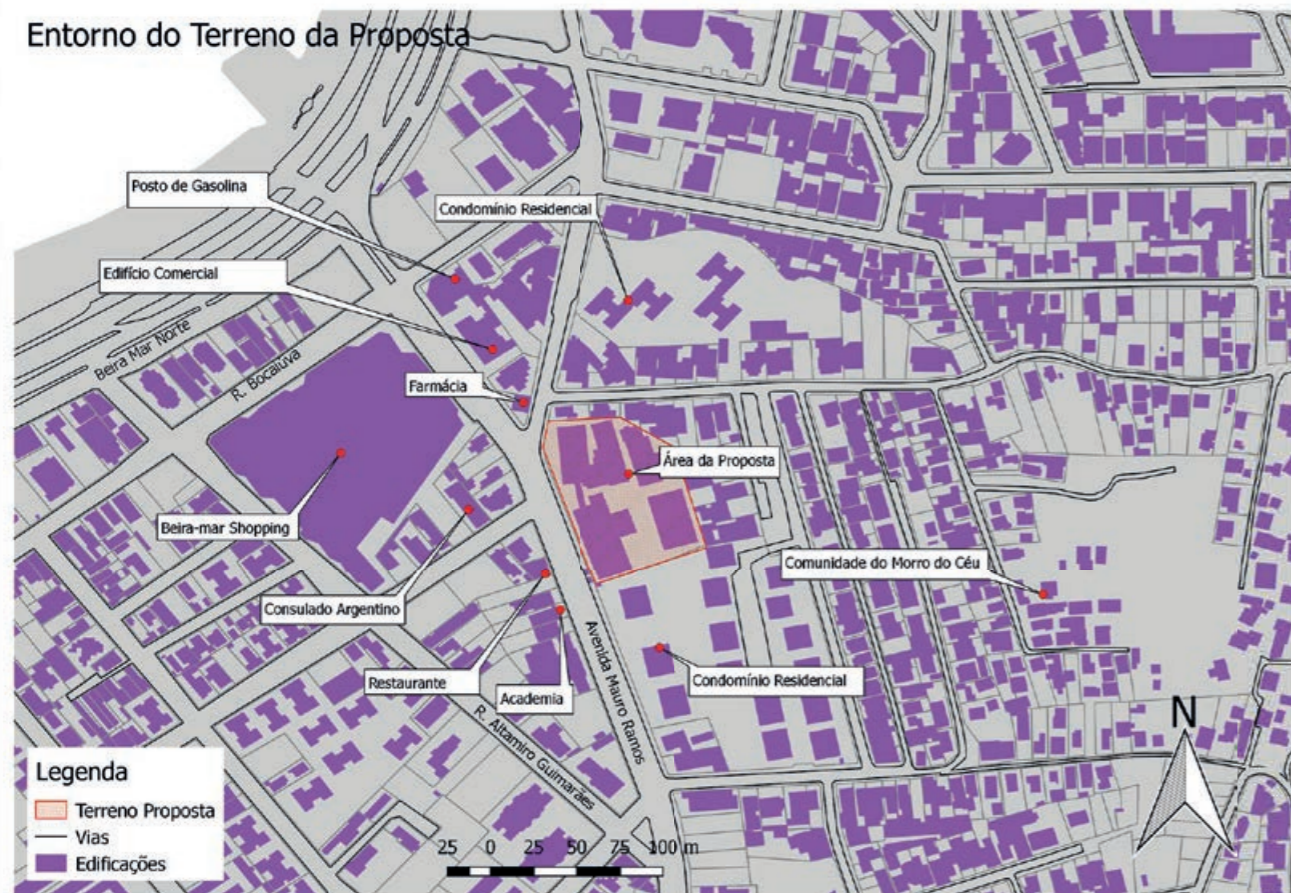 Entorno do Terreno da Proposta
Posto de Gasolina
Condomínio Residencial
Edifício Comercial
Beira Mar Norte
R. Bocaiuva
Farmácia
Área da Proposta
Beira-mar Shopping
Comunidade do Morro do Céu
Consulado Argentino
Avenida Mauro Ramos
Restaurante
Academia
Condomínio Residencial
R. Altamiro Guimarães
N
Legenda
Terreno Proposta
Vias
Edificações
25 0 25 50 75 100 m